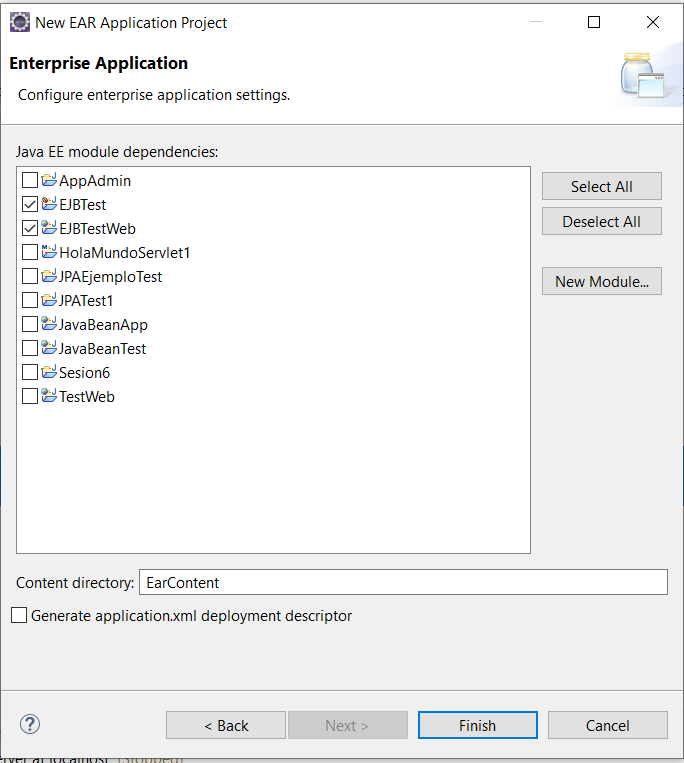 New EAR Application Project
Enterprise Application
Configure enterprise application settings.
Java EE module dependencies:
AppAdmin
EJBTest
EJBTestWeb
HolaMundoServlet1
JPAEjemploTest
JPATest1
JavaBeanApp
JavaBeanTest
Sesion6
TestWeb
Select All
Deselect All
New Module...
Content directory: EarContent
Generate application.xml deployment descriptor
? < Back Next > Finish Cancel